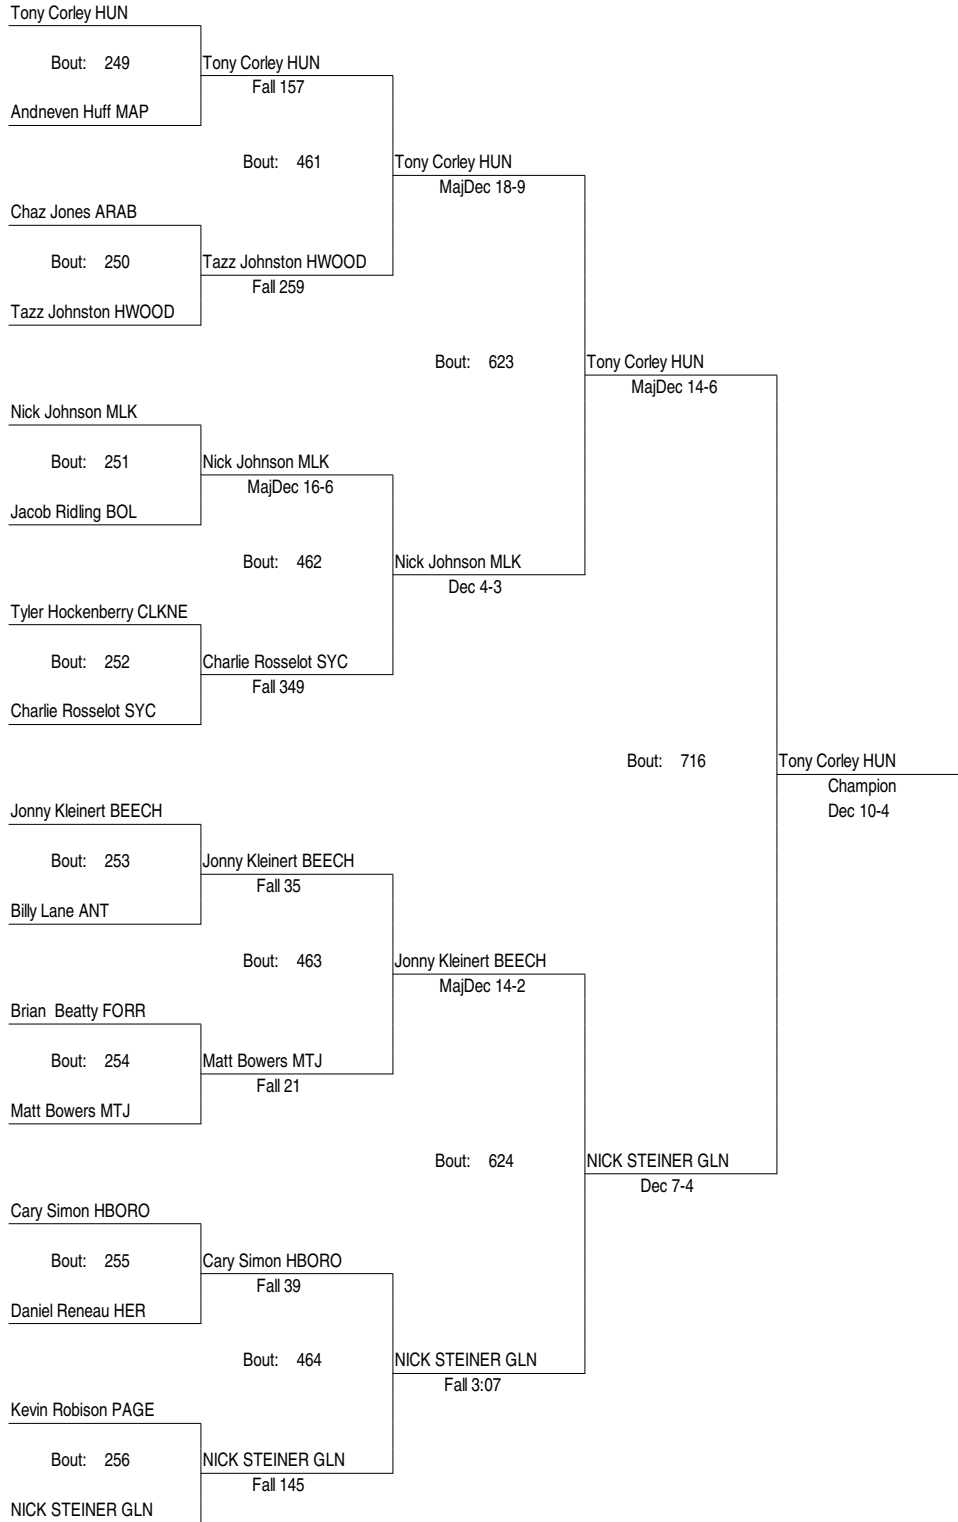 Tony Corley HUN
Bout: 249
Tony Corley HUN
Fall 157
Andneven Huff MAP
Bout: 461
Tony Corley HUN
MajDec 18-9
Chaz Jones ARAB
Bout: 250
Tazz Johnston HWOOD
Fall 259
Tazz Johnston HWOOD
Bout: 623
Tony Corley HUN
MajDec 14-6
Nick Johnson MLK
Bout: 251
Nick Johnson MLK
MajDec 16-6
Jacob Ridling BOL
Bout: 462
Nick Johnson MLK
Dec 4-3
Tyler Hockenberry CLKNE
Bout: 252
Charlie Rosselot SYC
Fall 349
Charlie Rosselot SYC
Bout: 716
Tony Corley HUN
Champion
Dec 10-4
Jonny Kleinert BEECH
Bout: 253
Jonny Kleinert BEECH
Fall 35
Billy Lane ANT
Bout: 463
Jonny Kleinert BEECH
MajDec 14-2
Brian  Beatty FORR
Bout: 254
Matt Bowers MTJ
Fall 21
Matt Bowers MTJ
Bout: 624
NICK STEINER GLN
Dec 7-4
Cary Simon HBORO
Bout: 255
Cary Simon HBORO
Fall 39
Daniel Reneau HER
Bout: 464
NICK STEINER GLN
Fall 3:07
Kevin Robison PAGE
Bout: 256
NICK STEINER GLN
Fall 145
NICK STEINER GLN